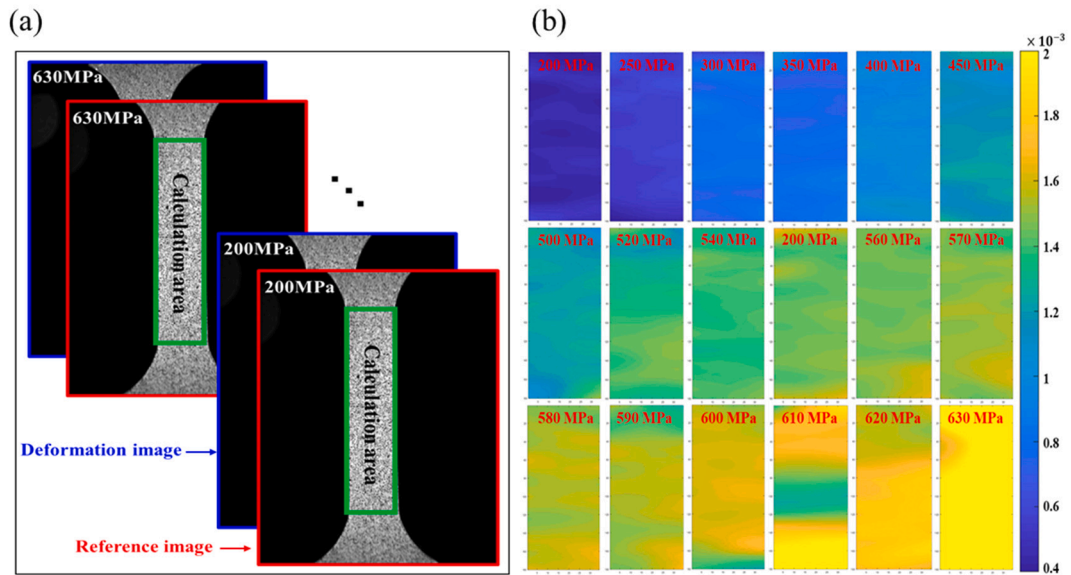 (a)
630MPa
630MPa
Calculation area
200MPa
200MPa
Calculation area
Deformation image
Reference image
(b)
× 10⁻³
200 MPa 250 MPa 300 MPa 350 MPa 400 MPa 450 MPa
500 MPa 520 MPa 540 MPa 200 MPa 560 MPa 570 MPa
580 MPa 590 MPa 600 MPa 610 MPa 620 MPa 630 MPa
2
1.8
1.6
1.4
1.2
1
0.8
0.6
0.4